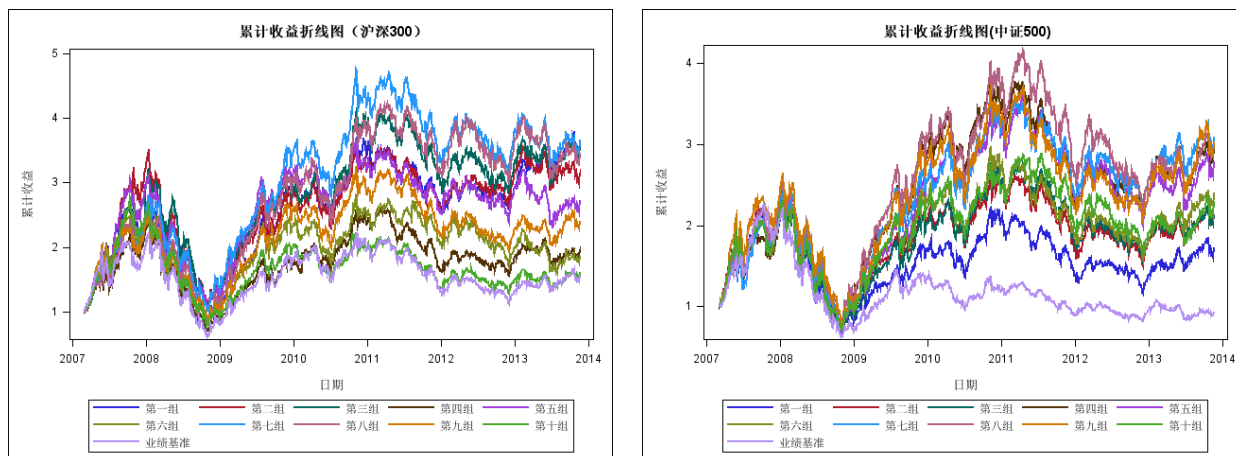 累计收益折线图（沪深300）
5
4
3
2
1
累计收益
2007 2008 2009 2010 2011 2012 2013 2014
日期
第一组 第二组 第三组 第四组 第五组
第六组 第七组 第八组 第九组 第十组
业绩基准
累计收益折线图(中证500)
4
3
2
1
累计收益
2007 2008 2009 2010 2011 2012 2013 2014
日期
第一组 第二组 第三组 第四组 第五组
第六组 第七组 第八组 第九组 第十组
业绩基准